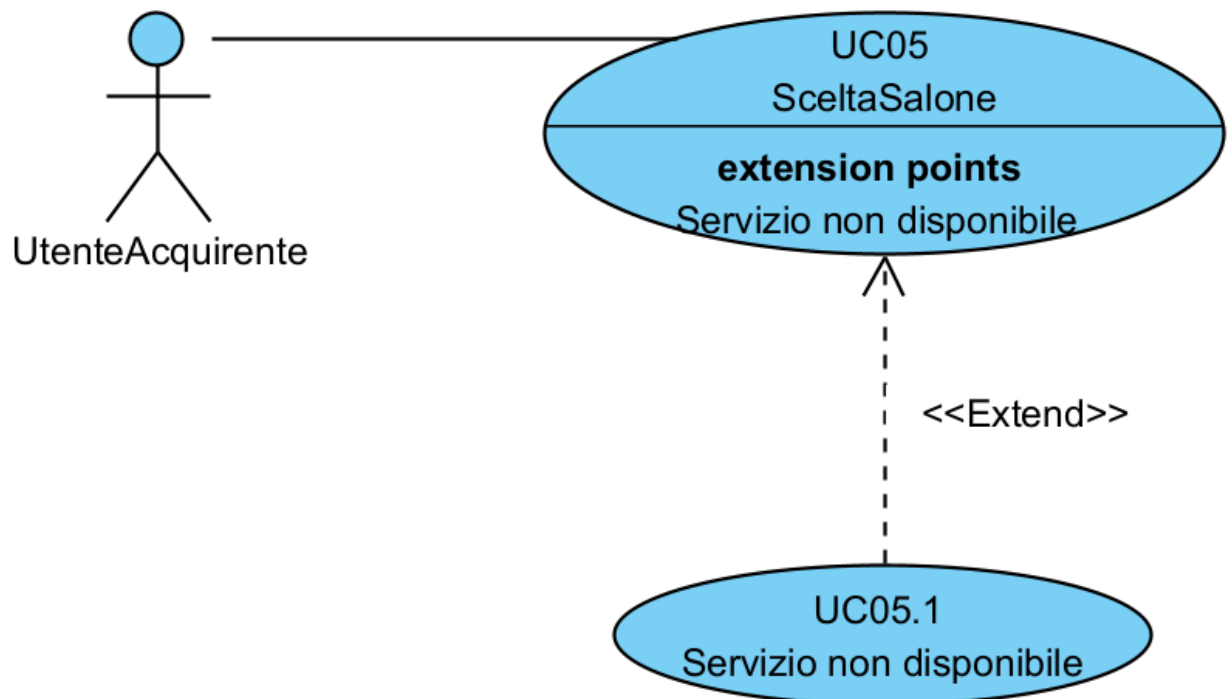 UC05
SceltaSalone
extension points
Servizio non disponibile
UtenteAcquirente
<<Extend>>
UC05.1
Servizio non disponibile